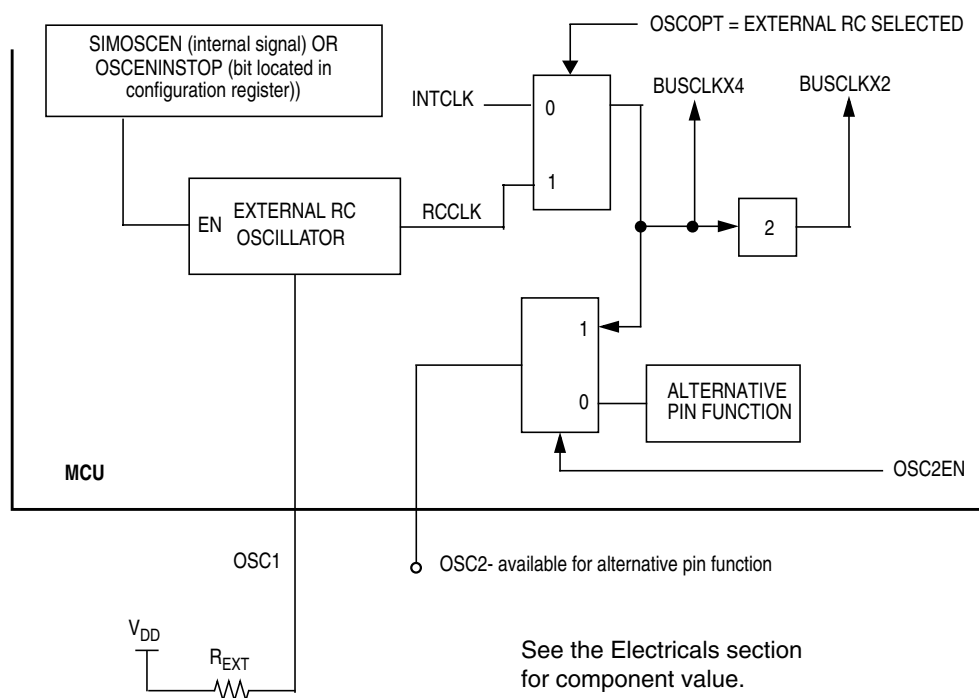 OSCOPT = EXTERNAL RC SELECTED
SIMOSCEN (internal signal) OR
OSCENINSTOP (bit located in
configuration register))
INTCLK
0
1
BUSCLKX4
BUSCLKX2
EN
EXTERNAL RC
OSCILLATOR
RCCLK
2
1
0
ALTERNATIVE
PIN FUNCTION
MCU
OSC2EN
OSC1
OSC2- available for alternative pin function
VDD
REXT
See the Electricals section
for component value.